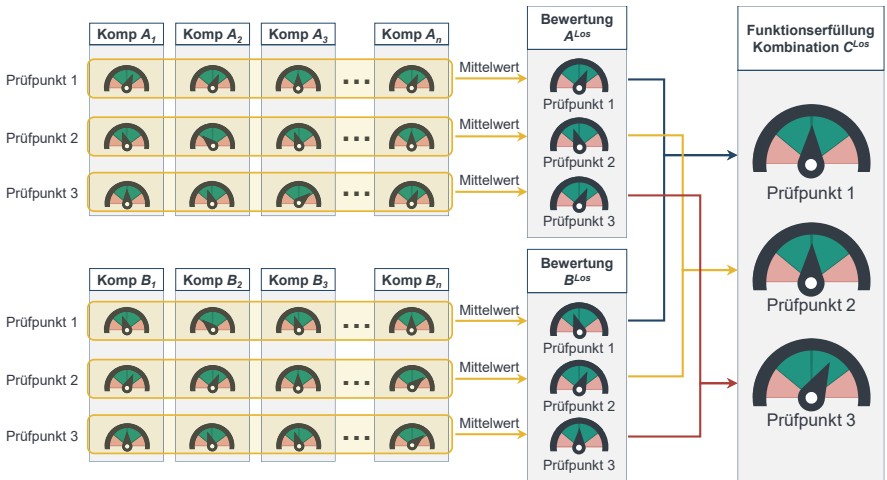 Komp A₁ Komp A₂ Komp A₃ Komp Aₙ
Bewertung
Aᴸᵒˢ
Funktionserfüllung
Kombination Cᴸᵒˢ
Prüfpunkt 1
...
Mittelwert
Prüfpunkt 1
Prüfpunkt 2
...
Mittelwert
Prüfpunkt 2
Prüfpunkt 3
...
Mittelwert
Prüfpunkt 3
Komp B₁ Komp B₂ Komp B₃ Komp Bₙ
Bewertung
Bᴸᵒˢ
Prüfpunkt 1
...
Mittelwert
Prüfpunkt 1
Prüfpunkt 2
...
Mittelwert
Prüfpunkt 2
Prüfpunkt 3
...
Mittelwert
Prüfpunkt 3
Prüfpunkt 1
Prüfpunkt 2
Prüfpunkt 3